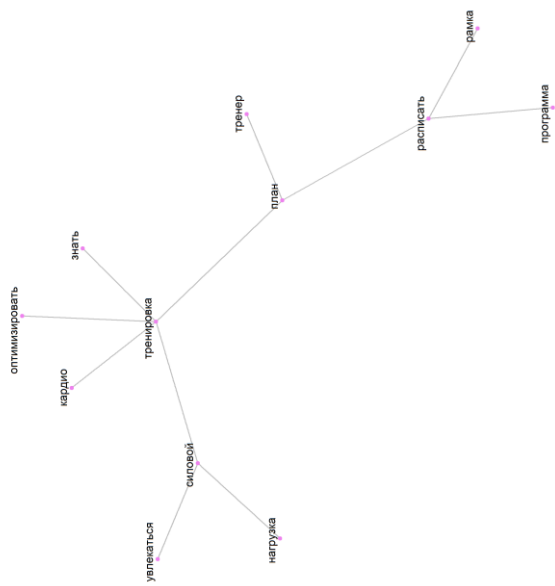 оптимизировать
кардио
знать
увлекаться
тренировка
силовой
план
тренер
нагрузка
расписать
рамка
программа